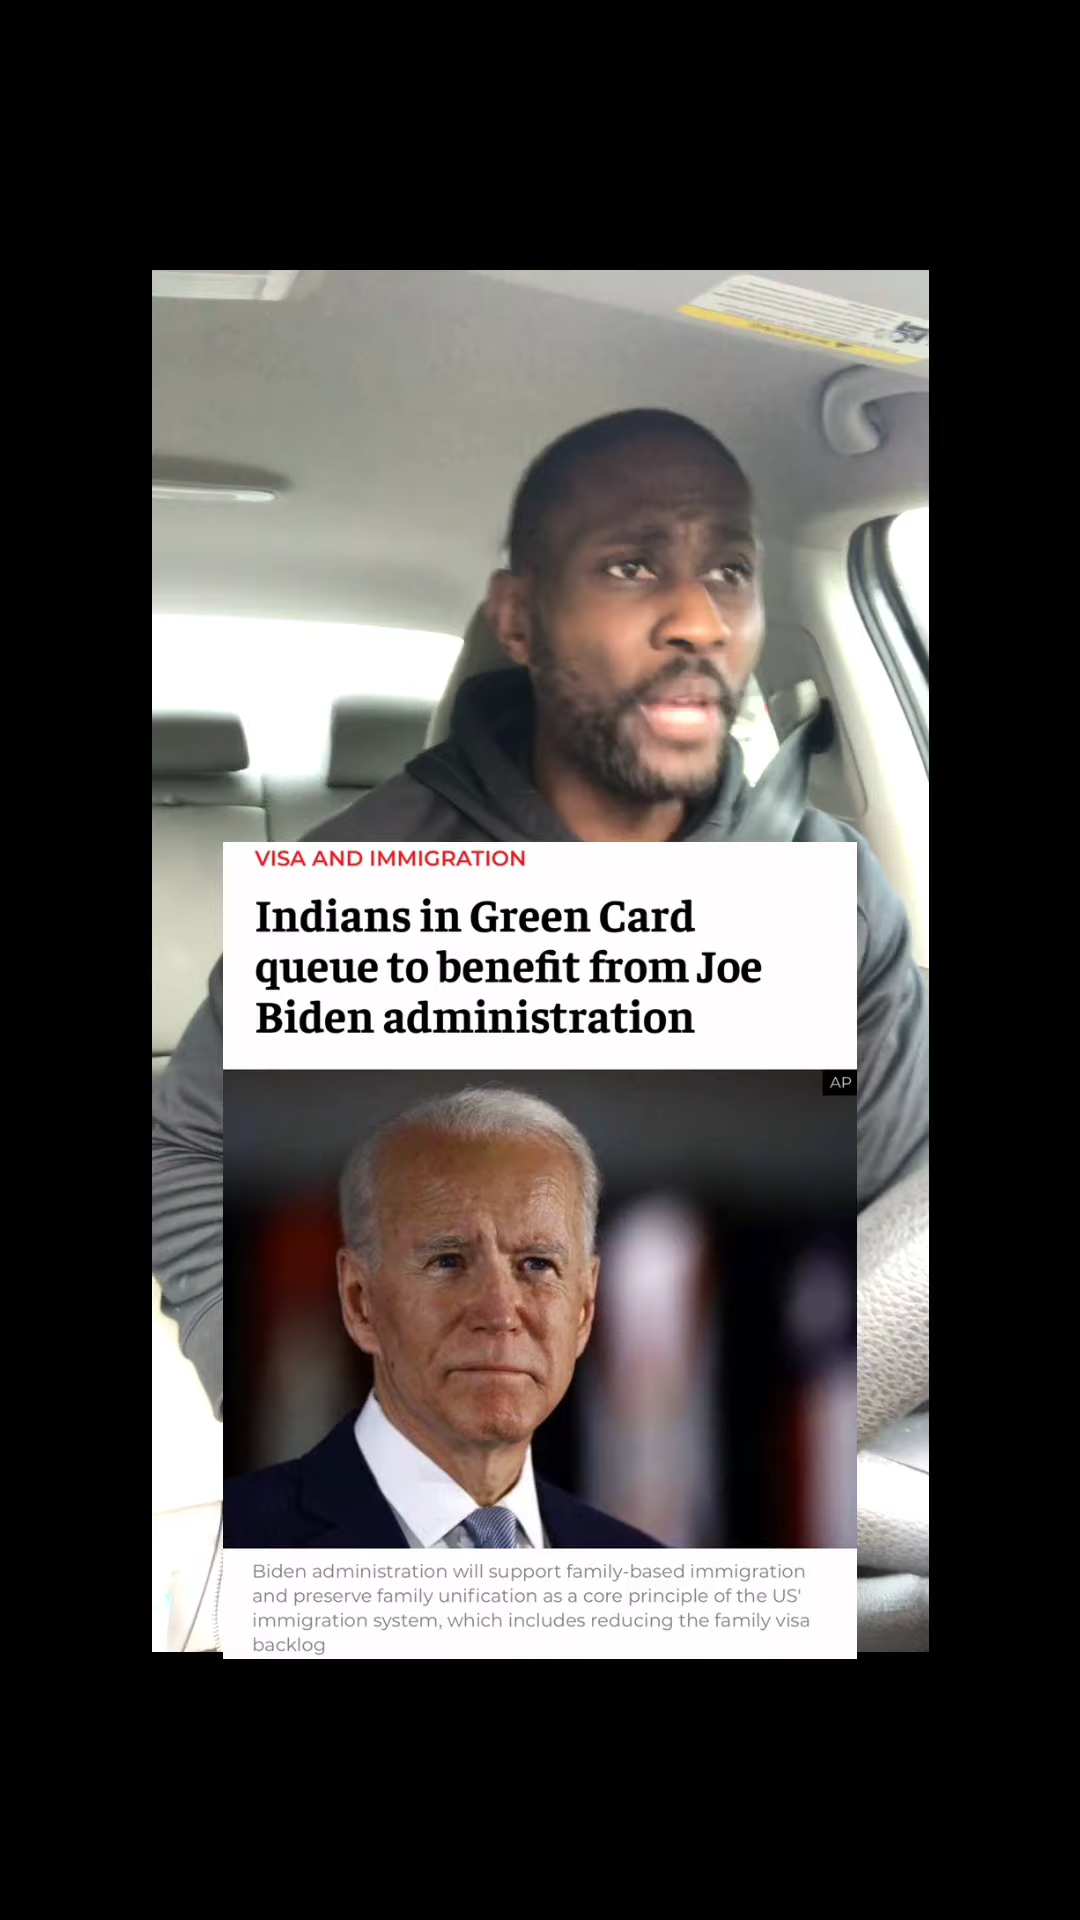 VISA AND IMMIGRATION
Indians in Green Card
queue to benefit from Joe
Biden administration
AP
Biden administration will support family-based immigration
and preserve family unification as a core principle of the US'
immigration system, which includes reducing the family visa
backlog